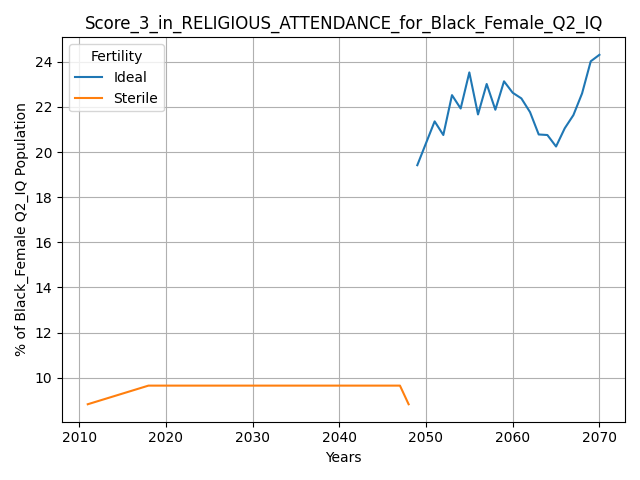 Score_3_in_RELIGIOUS_ATTENDANCE_for_Black_Female_Q2_IQ
Fertility
Ideal
Sterile
% of Black_Female Q2_IQ Population
24
22
20
18
16
14
12
10
2010 2020 2030 2040 2050 2060 2070
Years